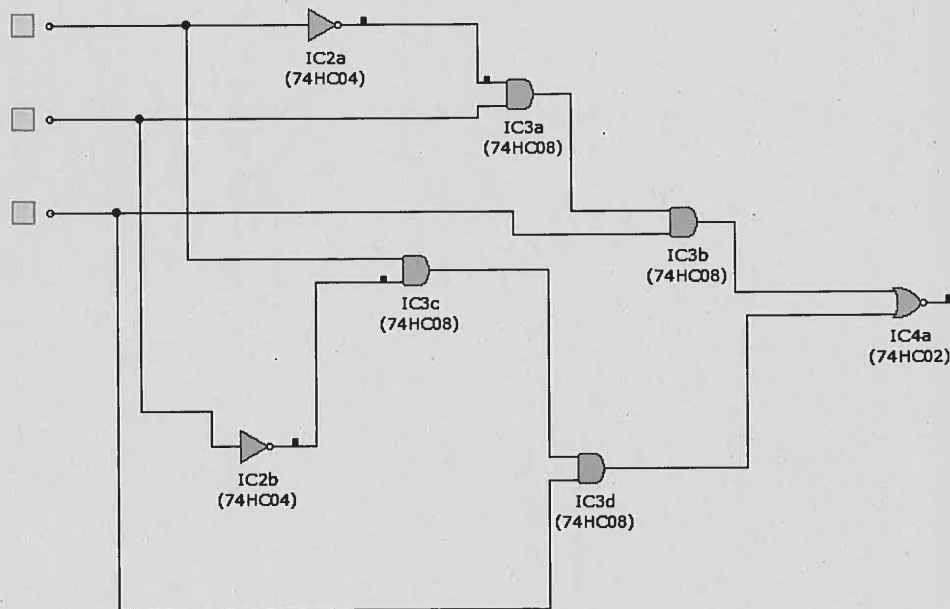 IC2a
(74HC04)
IC3a
(74HC08)
IC3b
(74HC08)
IC3c
(74HC08)
IC4a
(74HC02)
IC2b
(74HC04)
IC3d
(74HC08)